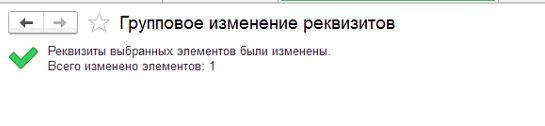 Групповое изменение реквизитов
Реквизиты выбранных элементов были изменены.
Всего изменено элементов: 1